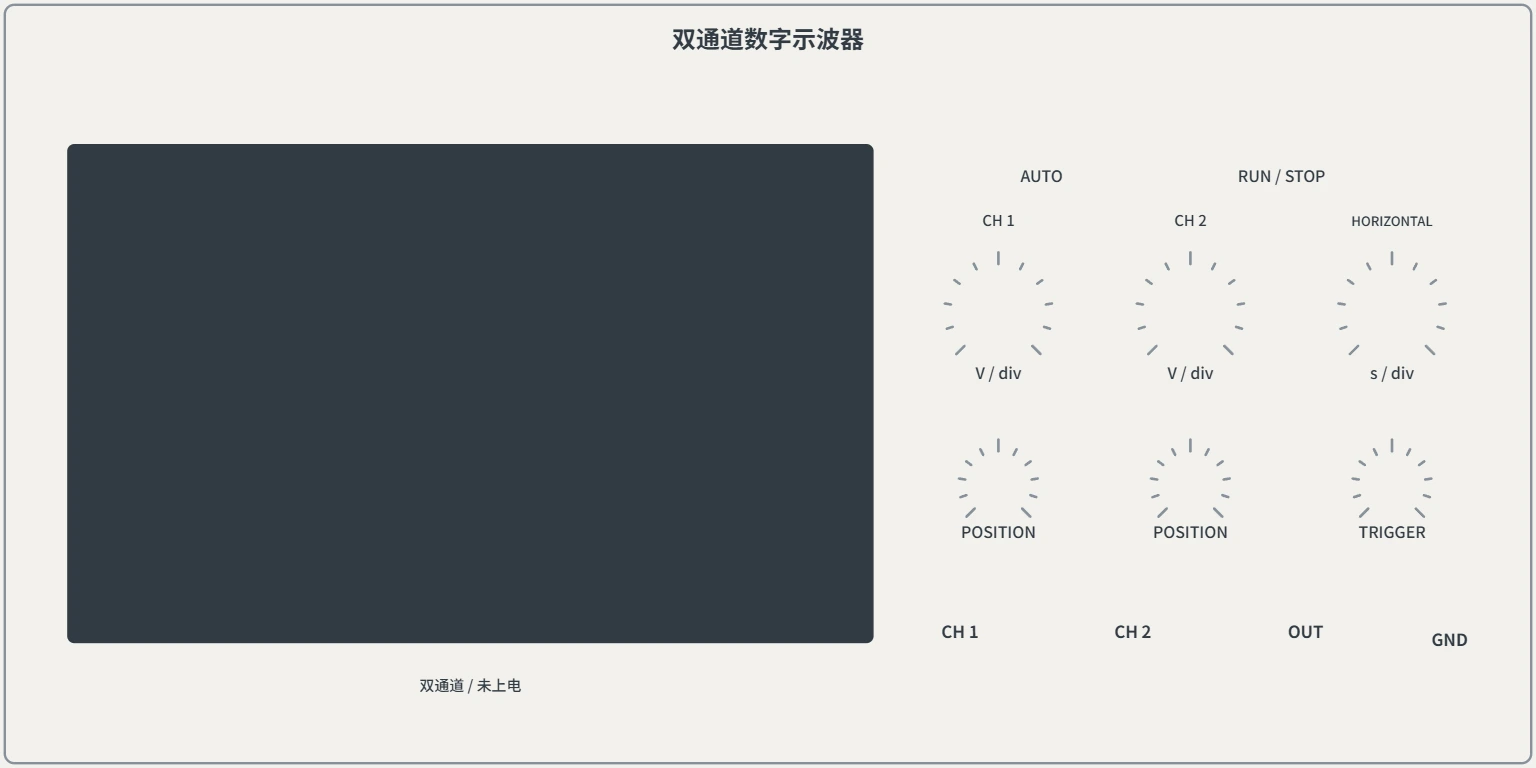 双通道数字示波器
AUTO
RUN / STOP
CH 1
CH 2
HORIZONTAL
V / div
V / div
s / div
POSITION
POSITION
TRIGGER
CH 1
CH 2
OUT
GND
双通道 / 未上电